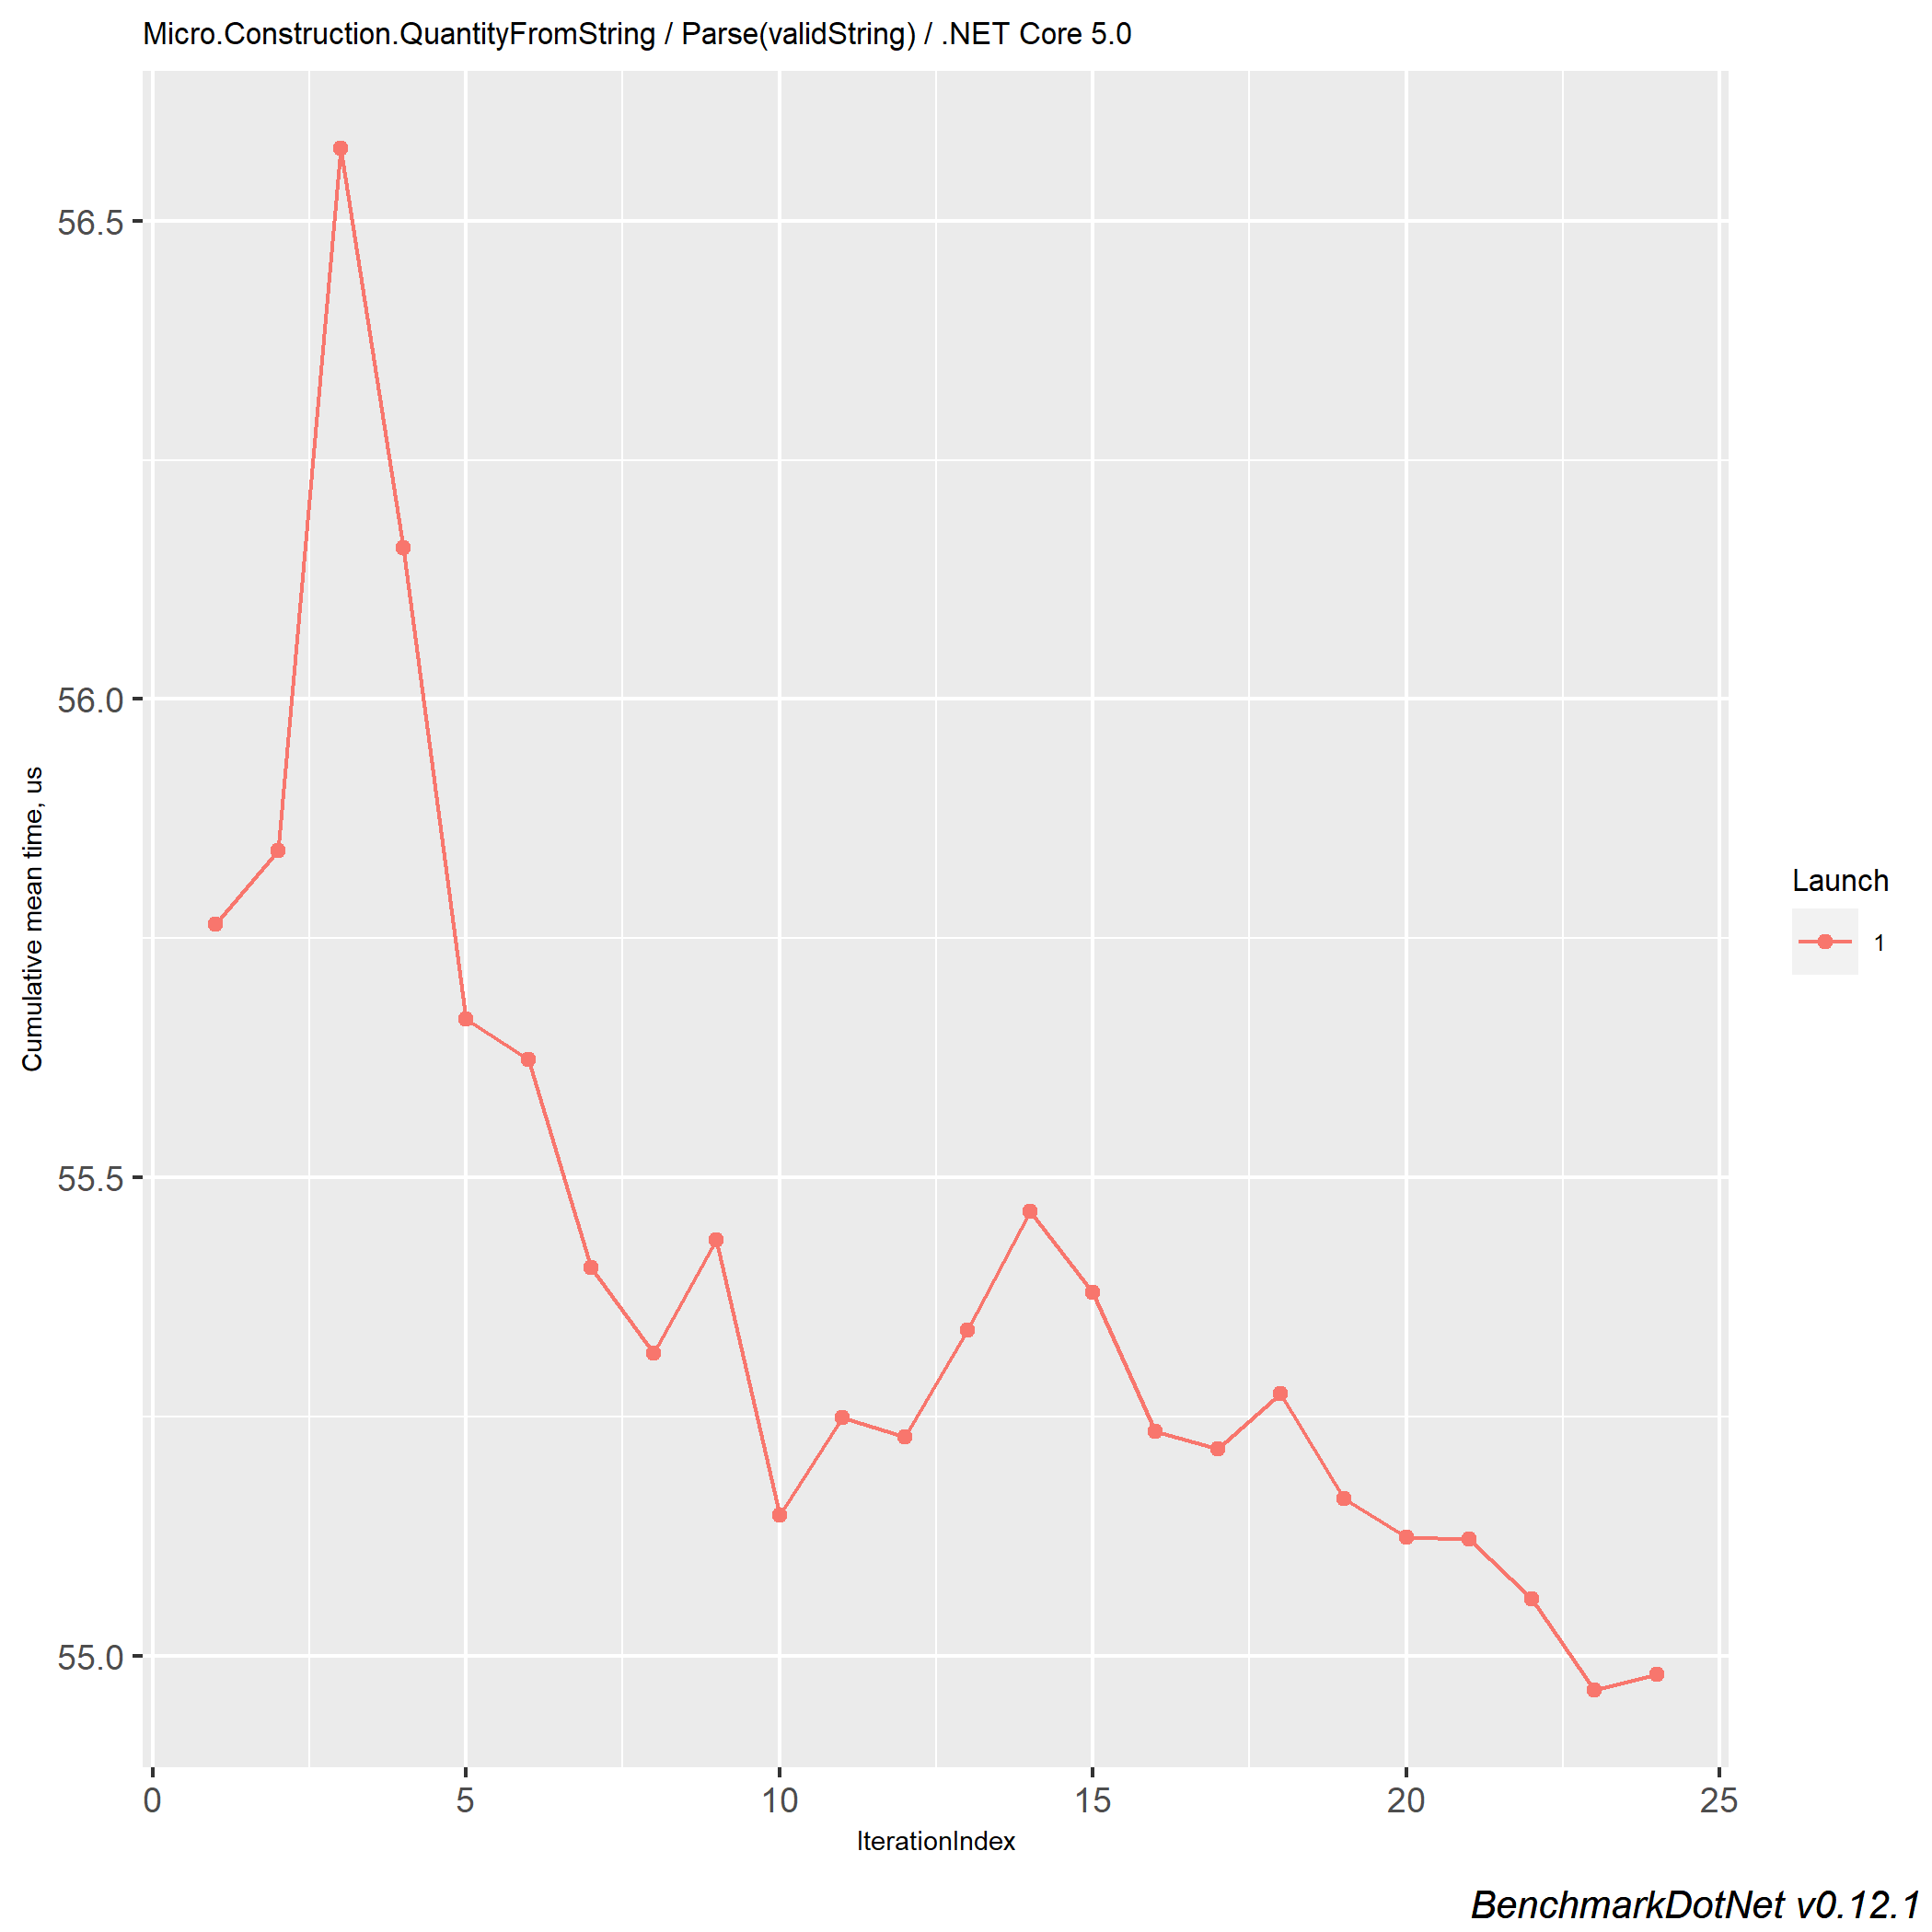 Micro.Construction.QuantityFromString / Parse(validString) / .NET Core 5.0
56.5
56.0
55.5
55.0
Cumulative mean time, us
0 5 10 15 20 25
IterationIndex
Launch
1
BenchmarkDotNet v0.12.1